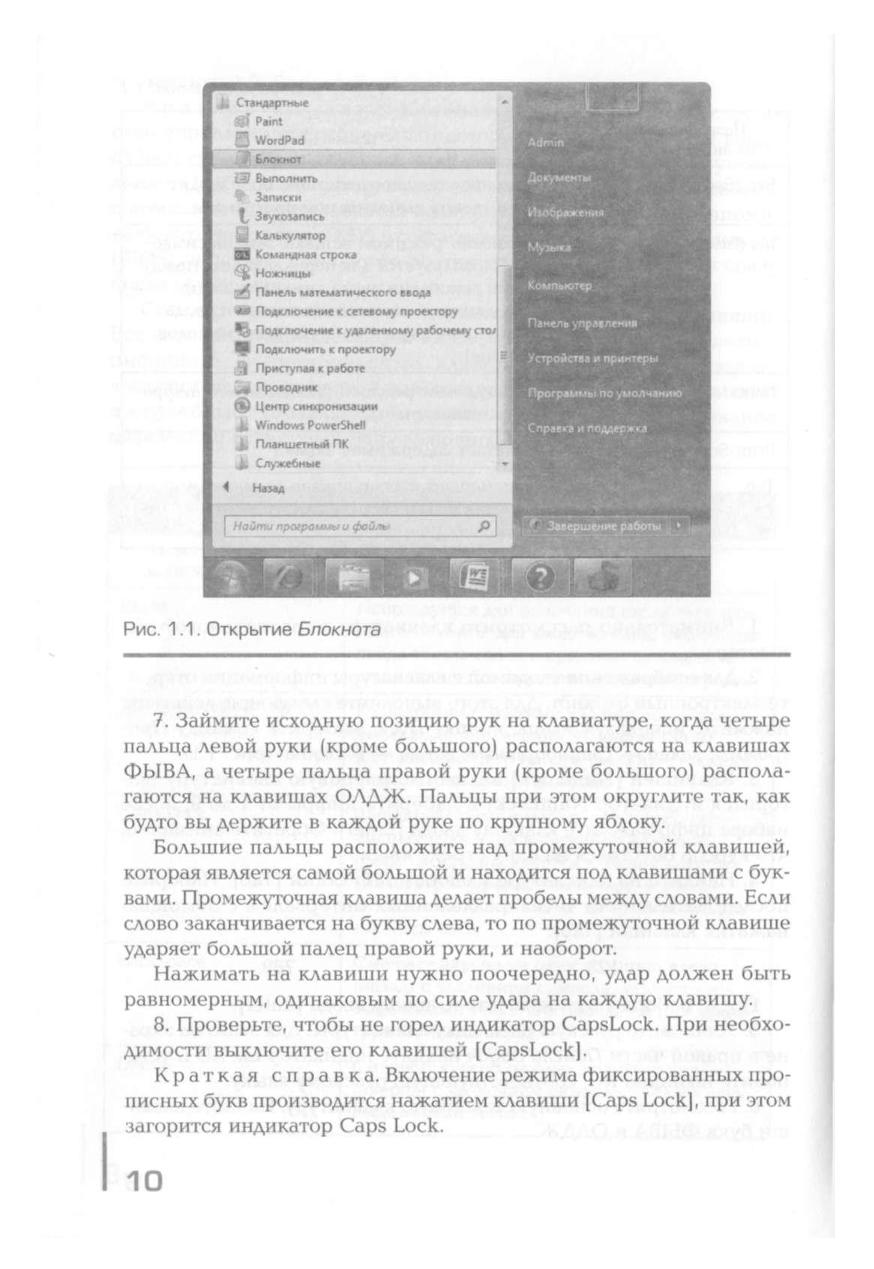 Стандартные
Paint
WordPad
Блокнот
Выполнить
Записки
Звукозапись
Калькулятор
Командная строка
Ножницы
Панель математического ввода
Подключение к сетевому проектору
Подключение к удаленному рабочему стол
Подключить к проектору
Приступая к работе
Проводник
Центр синхронизации
Windows PowerShell
Планшетный ПК
Служебные
Назад
Найти программы и файлы
Admin
Документы
Изображения
Музыка
Компьютер
Панель управления
Устройства и принтеры
Программы по умолчанию
Справка и поддержка
Завершение работы
Рис. 1.1. Открытие Блокнота
7. Займите исходную позицию рук на клавиатуре, когда четыре
пальца левой руки (кроме большого) располагаются на клавишах
ФЫВА, а четыре пальца правой руки (кроме большого) распола-
гаются на клавишах ОЛДЖ. Пальцы при этом округлите так, как
будто вы держите в каждой руке по крупному яблоку.
Большие пальцы расположите над промежуточной клавишей,
которая является самой большой и находится под клавишами с бук-
вами. Промежуточная клавиша делает пробелы между словами. Если
слово заканчивается на букву слева, то по промежуточной клавише
ударяет большой палец правой руки, и наоборот.
Нажимать на клавиши нужно поочередно, удар должен быть
равномерным, одинаковым по силе удара на каждую клавишу.
8. Проверьте, чтобы не горел индикатор CapsLock. При необхо-
димости выключите его клавишей [CapsLock].
Краткая справка. Включение режима фиксированных про-
писных букв производится нажатием клавиши [Caps Lock], при этом
загорится индикатор Caps Lock.
10